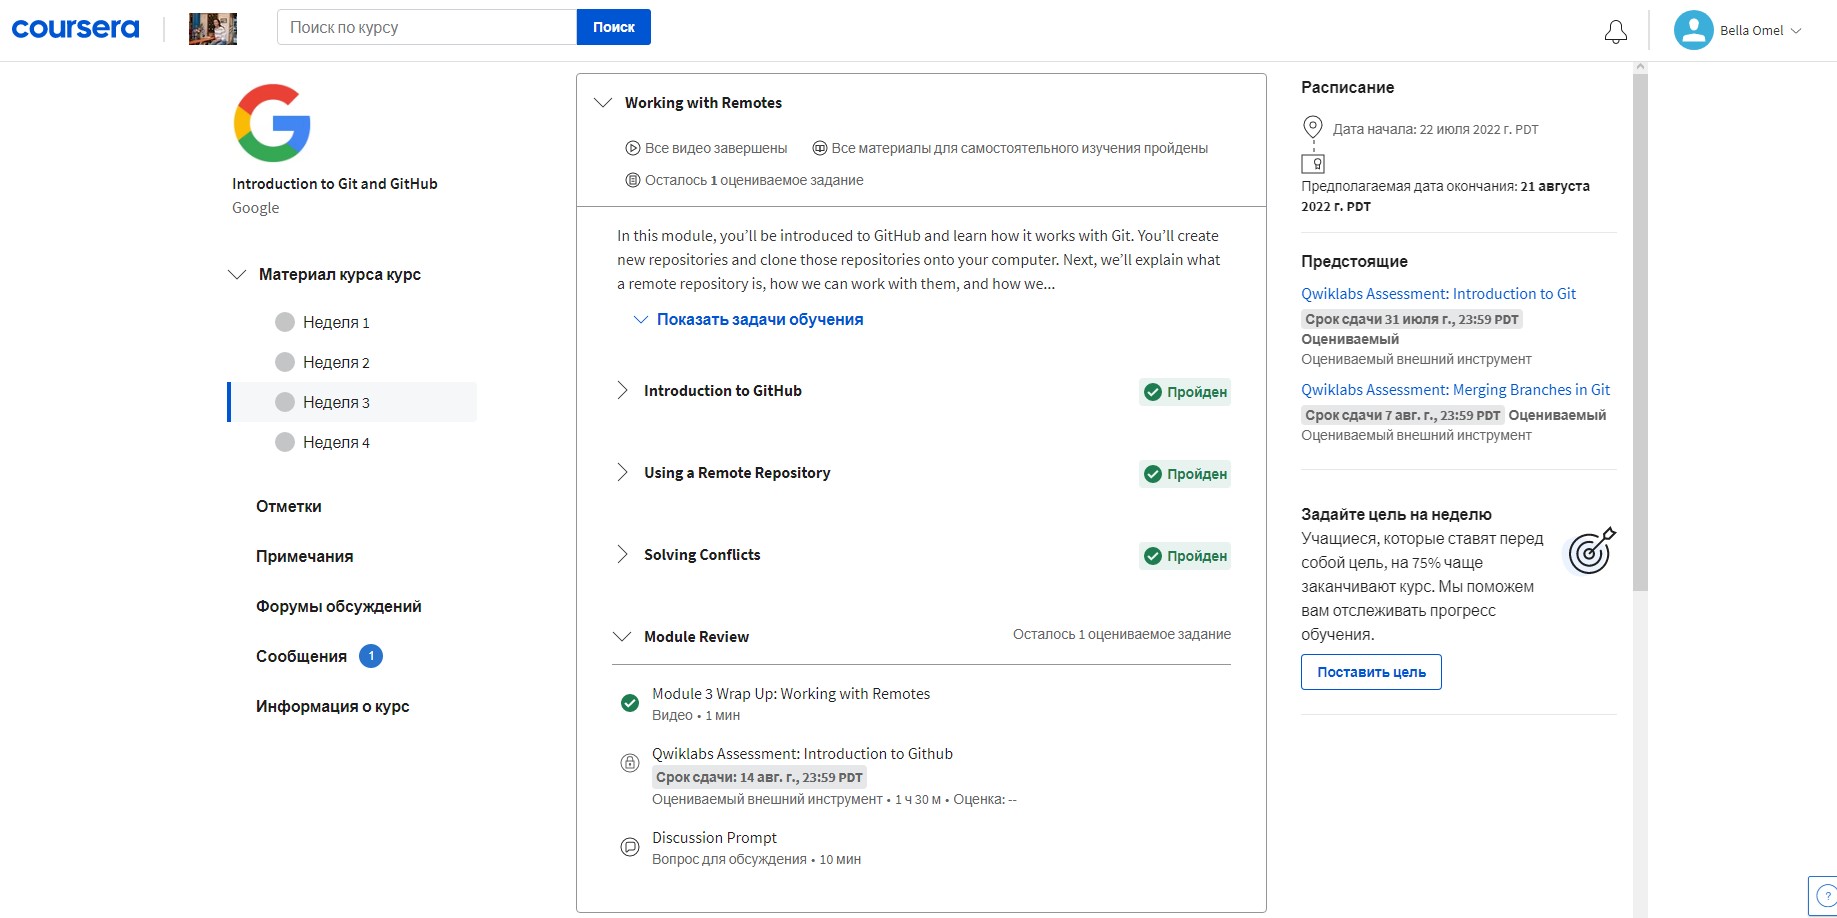 coursera
Поиск по курсу
Поиск
Bella Omel
Introduction to Git and GitHub
Google
Материал курса курс
Неделя 1
Неделя 2
Неделя 3
Неделя 4
Отметки
Примечания
Форумы обсуждений
Сообщения 1
Информация о курс
Working with Remotes
Все видео завершены
Все материалы для самостоятельного изучения пройдены
Осталось 1 оцениваемое задание
In this module, you’ll be introduced to GitHub and learn how it works with Git. You’ll create
new repositories and clone those repositories onto your computer. Next, we’ll explain what
a remote repository is, how we can work with them, and how we...
Показать задачи обучения
Introduction to GitHub
Пройден
Using a Remote Repository
Пройден
Solving Conflicts
Пройден
Module Review
Осталось 1 оцениваемое задание
Module 3 Wrap Up: Working with Remotes
Видео • 1 мин
Qwiklabs Assessment: Introduction to Github
Срок сдачи: 14 авг. г., 23:59 PDT
Оцениваемый внешний инструмент • 1 ч 30 м • Оценка: --
Discussion Prompt
Вопрос для обсуждения • 10 мин
Расписание
Дата начала: 22 июля 2022 г. PDT
Предполагаемая дата окончания: 21 августа
2022 г. PDT
Предстоящие
Qwiklabs Assessment: Introduction to Git
Срок сдачи 31 июля г., 23:59 PDT
Оцениваемый
Оцениваемый внешний инструмент
Qwiklabs Assessment: Merging Branches in Git
Срок сдачи 7 авг. г., 23:59 PDT Оцениваемый
Оцениваемый внешний инструмент
Задайте цель на неделю
Учащиеся, которые ставят перед
собой цель, на 75% чаще
заканчивают курс. Мы поможем
вам отслеживать прогресс
обучения.
Поставить цель
?